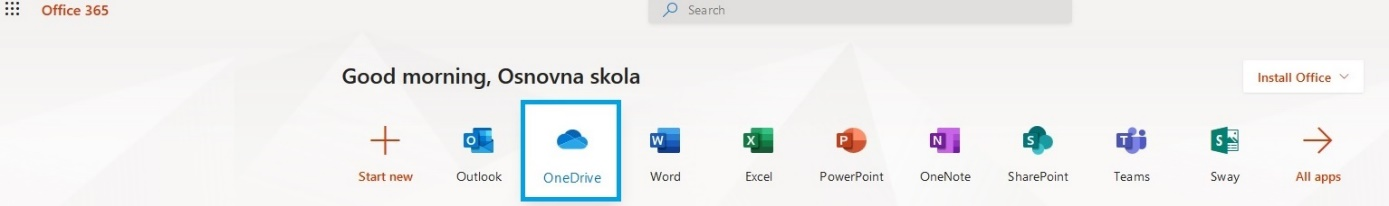 Office 365
Search
Good morning, Osnovna skola
Install Office
Start new
Outlook
OneDrive
Word
Excel
PowerPoint
OneNote
SharePoint
Teams
Sway
All apps